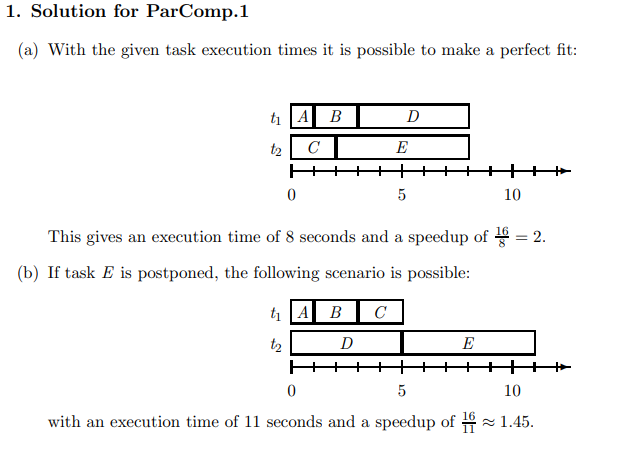 1. Solution for ParComp.1
(a) With the given task execution times it is possible to make a perfect fit:
t₁ A B D
t₂ C E
0 5 10
This gives an execution time of 8 seconds and a speedup of 16/8 = 2.
(b) If task E is postponed, the following scenario is possible:
t₁ A B C
t₂ D E
0 5 10
with an execution time of 11 seconds and a speedup of 16/11 ≈ 1.45.